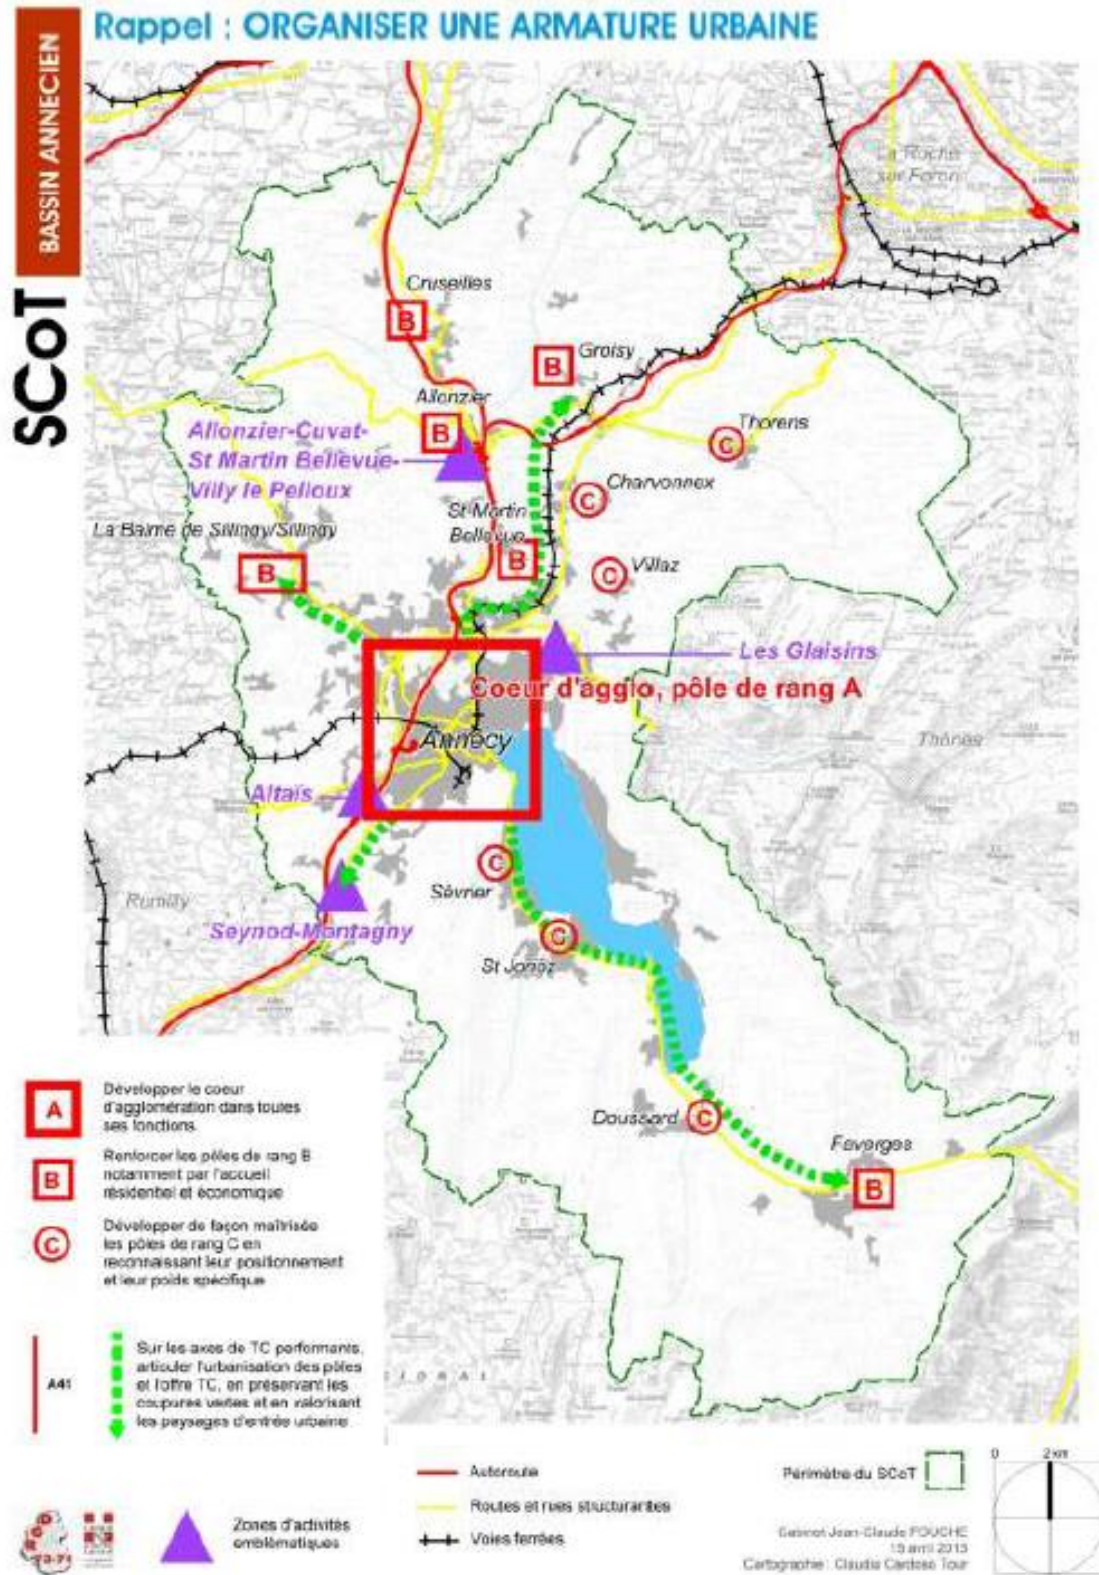 Rappel : ORGANISER UNE ARMATURE URBAINE
BASSIN ANNECIEN
SCoT
La Roche
sur Foron
Cruseilles
B
B
Groisy
Allonzier
B
Thorens
C
Allonzier-Cuvat-
St Martin Bellevue-
Villy le Pelloux
Charvonnex
C
St-Martin
Bellevue
B
La Balme de Sillingy/Sillingy
B
Villaz
C
Les Glaisins
Coeur d'agglo, pôle de rang A
Annecy
Thônes
Altaïs
C
Sévrier
Rumilly
Seynod-Montagny
C
St Jorioz
Doussard
C
Faverges
B
A
Développer le coeur
d'agglomération dans toutes
ses fonctions
B
Renforcer les pôles de rang B
notamment par l'accueil
résidentiel et économique
C
Développer de façon maîtrisée
les pôles de rang C en
reconnaissant leur positionnement
et leur poids spécifique
A41
Sur les axes de TC performants,
articuler l'urbanisation des pôles
et l'offre TC, en préservant les
coupures vertes et en valorisant
les paysages d'entrée urbaine
Zones d'activités
emblématiques
Autoroute
Routes et rues structurantes
Voies ferrées
Périmètre du SCoT
0 2 km
Cabinet Jean-Claude FOUCHE
15 avril 2013
Cartographie : Claudia Cardoso Tour